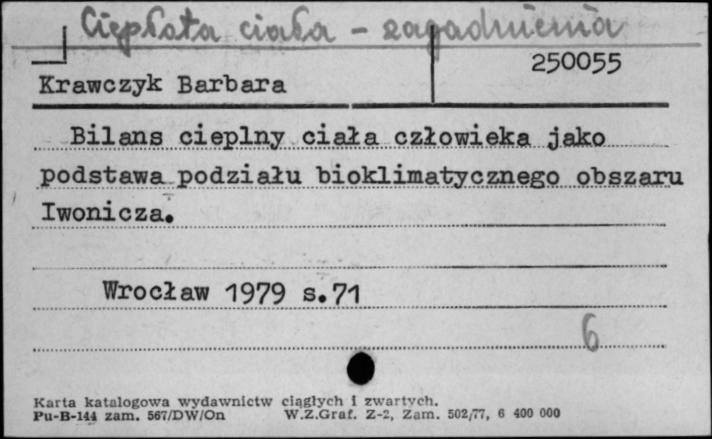 Ciepłota ciała - zagadnienia
250055
Krawczyk Barbara
Bilans cieplny ciała człowieka jako
podstawa podziału bioklimatycznego obszaru
Iwonicza.
Wrocław 1979 s.71
6
Karta katalogowa wydawnictw ciągłych i zwartych.
Pu-B-144 zam. 567/DW/On W.Z.Graf. Z-2, Zam. 502/77, 6 400 000